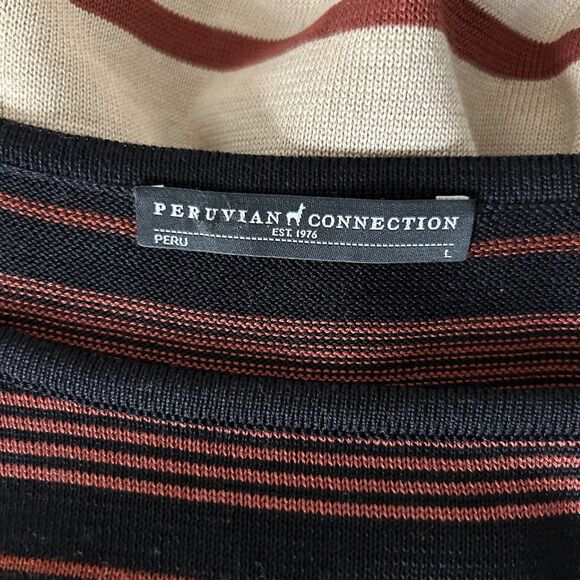 PERUVIAN CONNECTION
EST. 1976
PERU
L